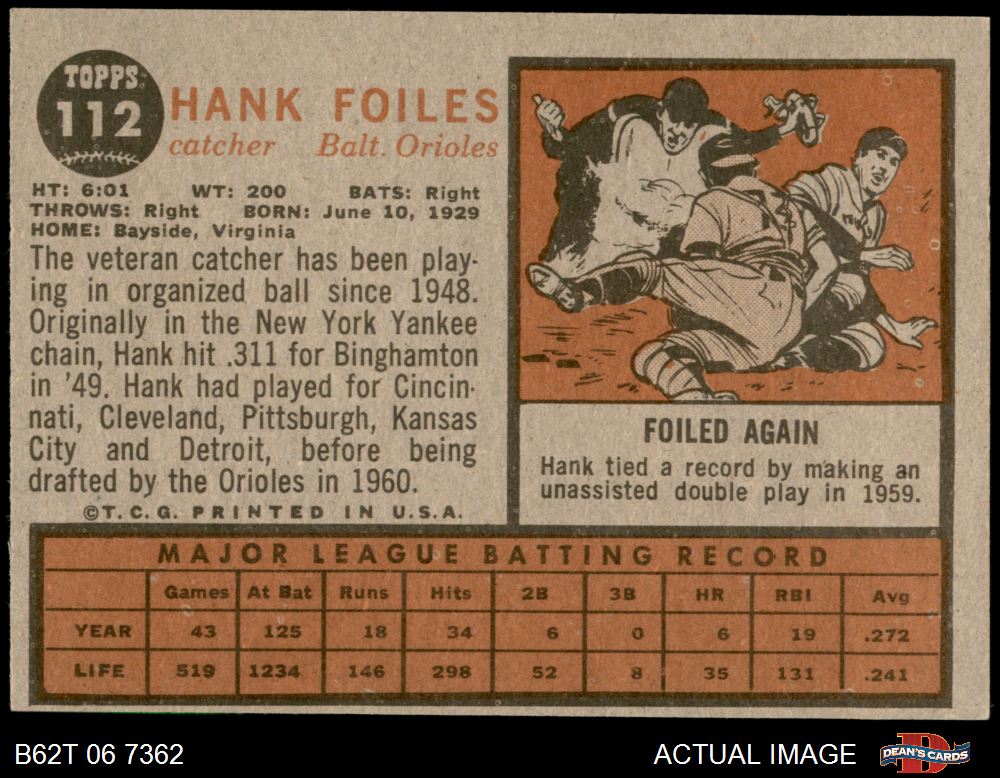 TOPPS
112
HANK FOILES
catcher Balt. Orioles
HT: 6:01 WT: 200 BATS: Right
THROWS: Right BORN: June 10, 1929
HOME: Bayside, Virginia
The veteran catcher has been play-
ing in organized ball since 1948.
Originally in the New York Yankee
chain, Hank hit .311 for Binghamton
in '49. Hank had played for Cincin-
nati, Cleveland, Pittsburgh, Kansas
City and Detroit, before being
drafted by the Orioles in 1960.
©T.C.G. PRINTED IN U.S.A.
FOILED AGAIN
Hank tied a record by making an
unassisted double play in 1959.
MAJOR LEAGUE BATTING RECORD
Games At Bat Runs Hits 2B 3B HR RBI Avg
YEAR 43 125 18 34 6 0 6 19 .272
LIFE 519 1234 146 298 52 8 35 131 .241
B62T 06 7362 ACTUAL IMAGE DEAN'S CARDS